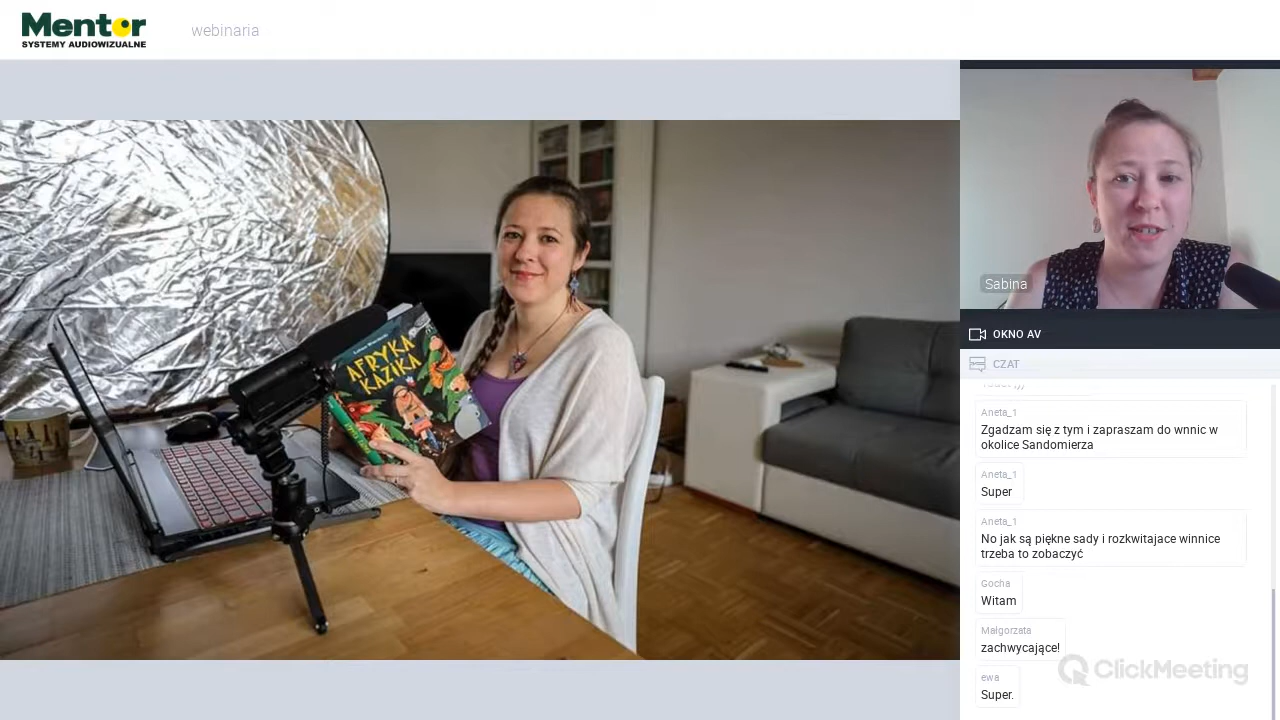 Mentor
SYSTEMY AUDIOWIZUALNE
webinaria
AFRYKA
KAZIKA
Sabina
OKNO AV
CZAT
Aneta_1
Zgadzam się z tym i zapraszam do wnnic w
okolice Sandomierza
Aneta_1
Super
Aneta_1
No jak są piękne sady i rozkwitajace winnice
trzeba to zobaczyć
Gocha
Witam
Małgorzata
zachwycające!
ClickMeeting
ewa
Super.